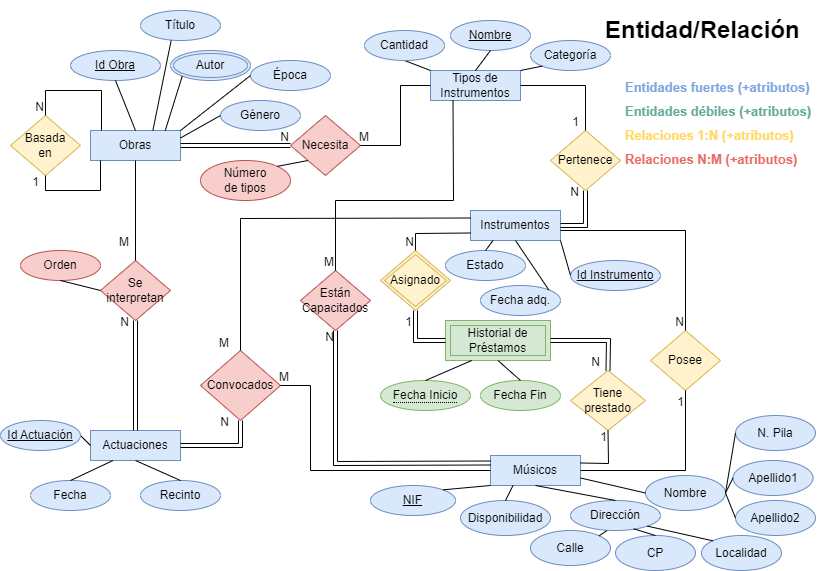 Entidad/Relación
Entidades fuertes (+atributos)
Entidades débiles (+atributos)
Relaciones 1:N (+atributos)
Relaciones N:M (+atributos)
Título
Id Obra
Autor
Época
Género
Obras
N
Basada
en
1
N
Necesita
M
Número
de tipos
Cantidad
Nombre
Categoría
Tipos de
Instrumentos
1
Pertenece
N
Instrumentos
Estado
Fecha adq.
Id Instrumento
M
Orden
Se
interpretan
N
M
Están
Capacitados
N
N
Asignado
1
Historial de
Préstamos
Fecha Inicio
Fecha Fin
N
Tiene
prestado
1
N
Posee
1
M
Convocados
M
N
Id Actuación
Actuaciones
Fecha
Recinto
Músicos
NIF
Disponibilidad
Dirección
Calle
CP
Localidad
Nombre
N. Pila
Apellido1
Apellido2